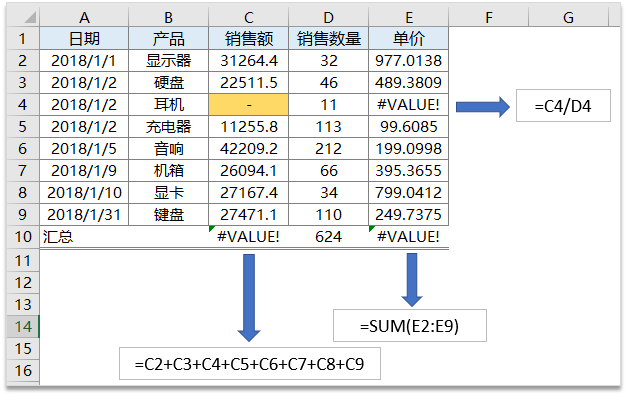 A B C D E F G
1 日期 产品 销售额 销售数量 单价
2 2018/1/1 显示器 31264.4 32 977.0138
3 2018/1/2 硬盘 22511.5 46 489.3809
4 2018/1/2 耳机 - 11 #VALUE! =C4/D4
5 2018/1/2 充电器 11255.8 113 99.6085
6 2018/1/5 音响 42209.2 212 199.0998
7 2018/1/9 机箱 26094.1 66 395.3655
8 2018/1/10 显卡 27167.4 34 799.0412
9 2018/1/31 键盘 27471.1 110 249.7375
10 汇总 #VALUE! 624 #VALUE!
11
12
13
14 =SUM(E2:E9)
15
16 =C2+C3+C4+C5+C6+C7+C8+C9